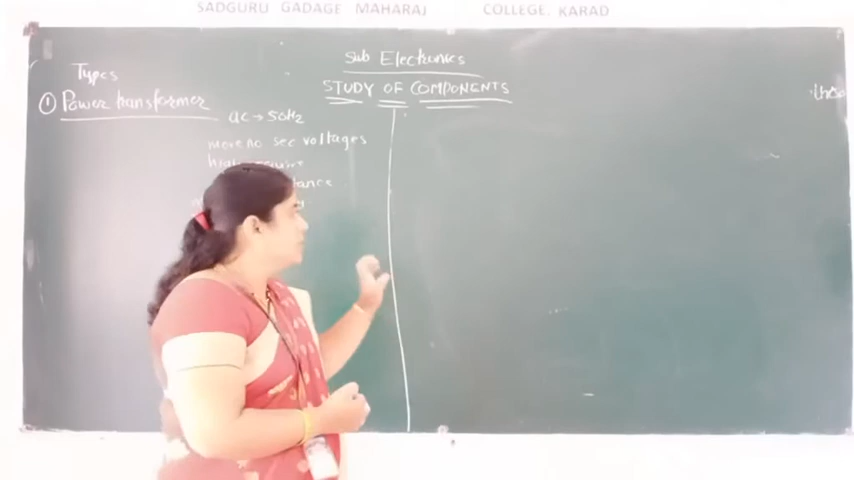 SADGURU GADAGE MAHARAJ COLLEGE. KARAD
Sub Electronics
STUDY OF COMPONENTS
Types
① Power transformer
ac → 50Hz
more no sec voltages
high